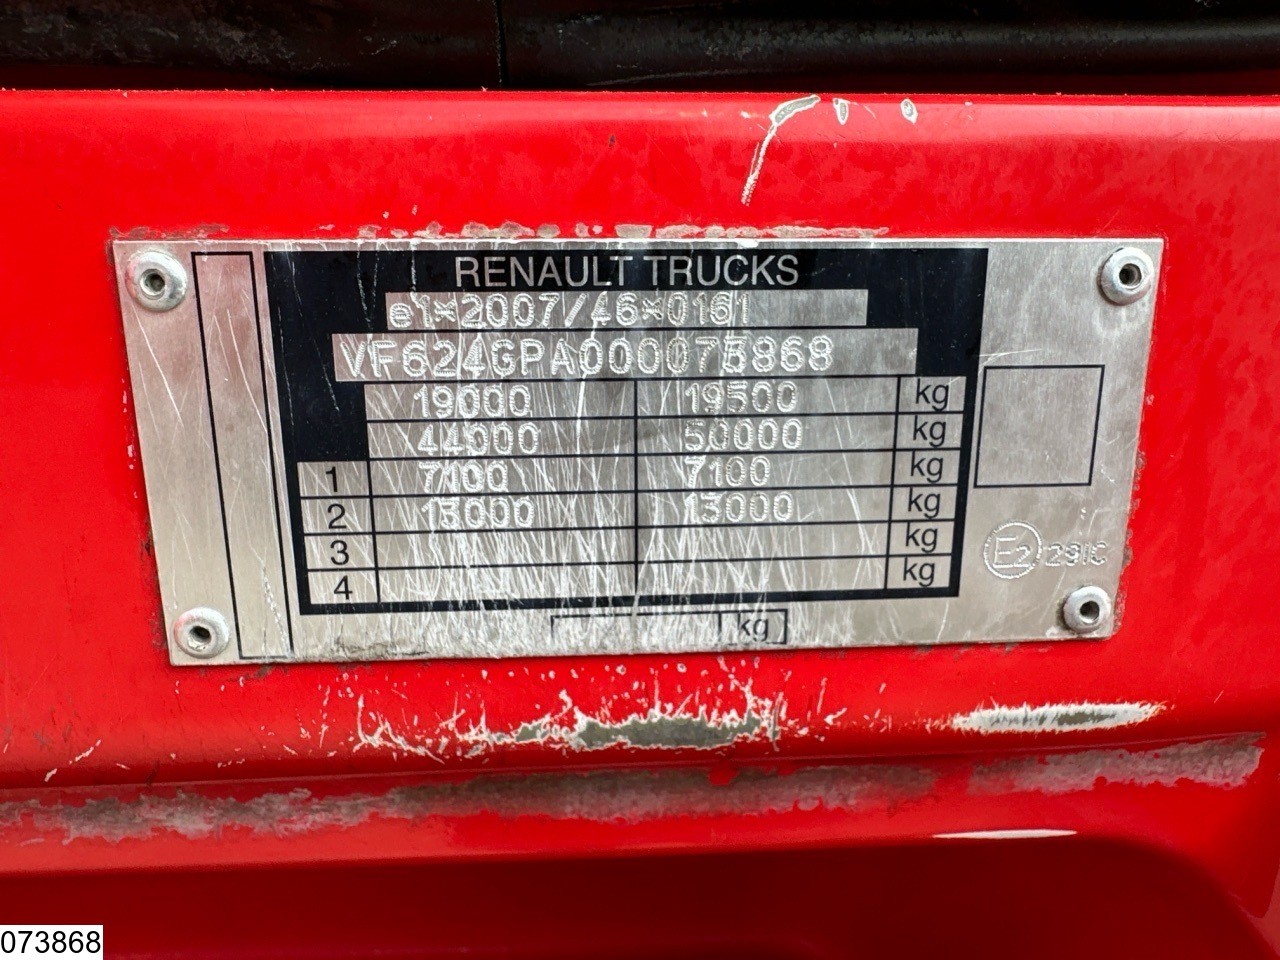 RENAULT TRUCKS
e1*2007/46*0161
VF624GPA000073868
19000 19500 kg
44000 50000 kg
1 7100 7100 kg
2 13000 13000 kg
3 kg
4 kg
kg
E2 291C
073868